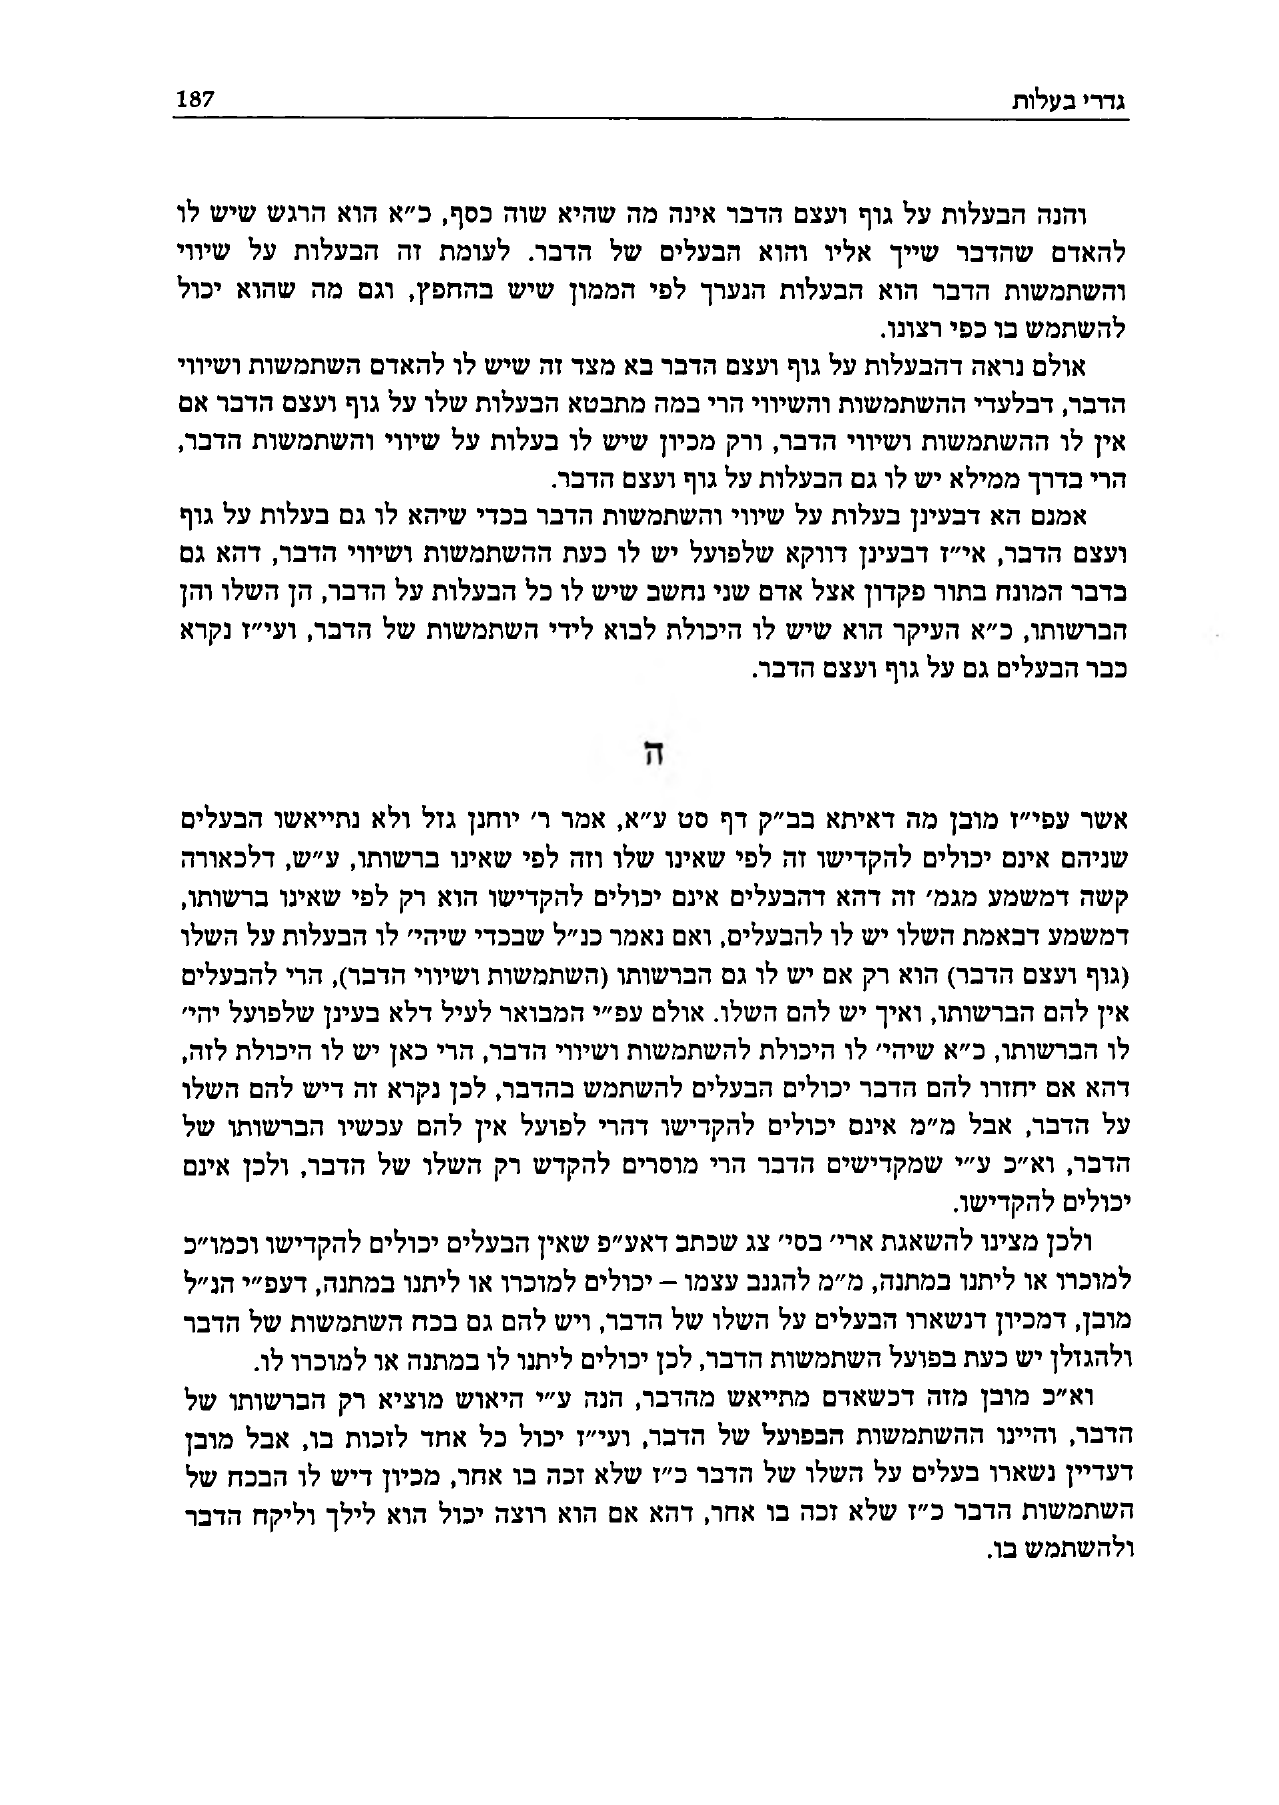 גדרי בעלות 187
והנה הבעלות על גוף ועצם הדבר אינה מה שהיא שוה כסף, כ״א הוא הרגש שיש לו
להאדם שהדבר שייך אליו והוא הבעלים של הדבר. לעומת זה הבעלות על שיווי
והשתמשות הדבר הוא הבעלות הנערך לפי הממון שיש בהחפץ, וגם מה שהוא יכול
להשתמש בו כפי רצונו.
אולם נראה דהבעלות על גוף ועצם הדבר בא מצד זה שיש לו להאדם השתמשות ושיווי
הדבר, דבלעדי ההשתמשות והשיווי הרי במה מתבטא הבעלות שלו על גוף ועצם הדבר אם
אין לו ההשתמשות ושיווי הדבר, ורק מכיון שיש לו בעלות על שיווי והשתמשות הדבר,
הרי בדרך ממילא יש לו גם הבעלות על גוף ועצם הדבר.
אמנם הא דבעינן בעלות על שיווי והשתמשות הדבר בכדי שיהא לו גם בעלות על גוף
ועצם הדבר, אי״ז דבעינן דווקא שלפועל יש לו כעת ההשתמשות ושיווי הדבר, דהא גם
בדבר המונח בתור פקדון אצל אדם שני נחשב שיש לו כל הבעלות על הדבר, הן השלו והן
הברשותו, כ״א העיקר הוא שיש לו היכולת לבוא לידי השתמשות של הדבר, ועי״ז נקרא
כבר הבעלים גם על גוף ועצם הדבר.
ה
אשר עפי״ז מובן מה דאיתא בב״ק דף סט ע״א, אמר ר׳ יוחנן גזל ולא נתייאשו הבעלים
שניהם אינם יכולים להקדישו זה לפי שאינו שלו וזה לפי שאינו ברשותו, ע״ש, דלכאורה
קשה דמשמע מגמ׳ זה דהא דהבעלים אינם יכולים להקדישו הוא רק לפי שאינו ברשותו,
דמשמע דבאמת השלו יש לו להבעלים, ואם נאמר כנ״ל שבכדי שיהי׳ לו הבעלות על השלו
(גוף ועצם הדבר) הוא רק אם יש לו גם הברשותו (השתמשות ושיווי הדבר), הרי להבעלים
אין להם הברשותו, ואיך יש להם השלו. אולם עפ״י המבואר לעיל דלא בעינן שלפועל יהי׳
לו הברשותו, כ״א שיהי׳ לו היכולת להשתמשות ושיווי הדבר, הרי כאן יש לו היכולת לזה,
דהא אם יחזרו להם הדבר יכולים הבעלים להשתמש בהדבר, לכן נקרא זה דיש להם השלו
על הדבר, אבל מ״מ אינם יכולים להקדישו דהרי לפועל אין להם עכשיו הברשותו של
הדבר, וא״כ ע״י שמקדישים הדבר הרי מוסרים להקדש רק השלו של הדבר, ולכן אינם
יכולים להקדישו.
ולכן מצינו להשאגת ארי׳ בסי׳ צג שכתב דאע״פ שאין הבעלים יכולים להקדישו וכמו״כ
למוכרו או ליתנו במתנה, מ״מ להגנב עצמו – יכולים למוכרו או ליתנו במתנה, דעפ״י הנ״ל
מובן, דמכיון דנשארו הבעלים על השלו של הדבר, ויש להם גם בכח השתמשות של הדבר
ולהגזלן יש כעת בפועל השתמשות הדבר, לכן יכולים ליתנו לו במתנה או למוכרו לו.
וא״כ מובן מזה דכשאדם מתייאש מהדבר, הנה ע״י היאוש מוציא רק הברשותו של
הדבר, והיינו ההשתמשות הבפועל של הדבר, ועי״ז יכול כל אחד לזכות בו, אבל מובן
דעדיין נשארו בעלים על השלו של הדבר כ״ז שלא זכה בו אחר, מכיון דיש לו הבכח של
השתמשות הדבר כ״ז שלא זכה בו אחר, דהא אם הוא רוצה יכול הוא לילך וליקח הדבר
ולהשתמש בו.